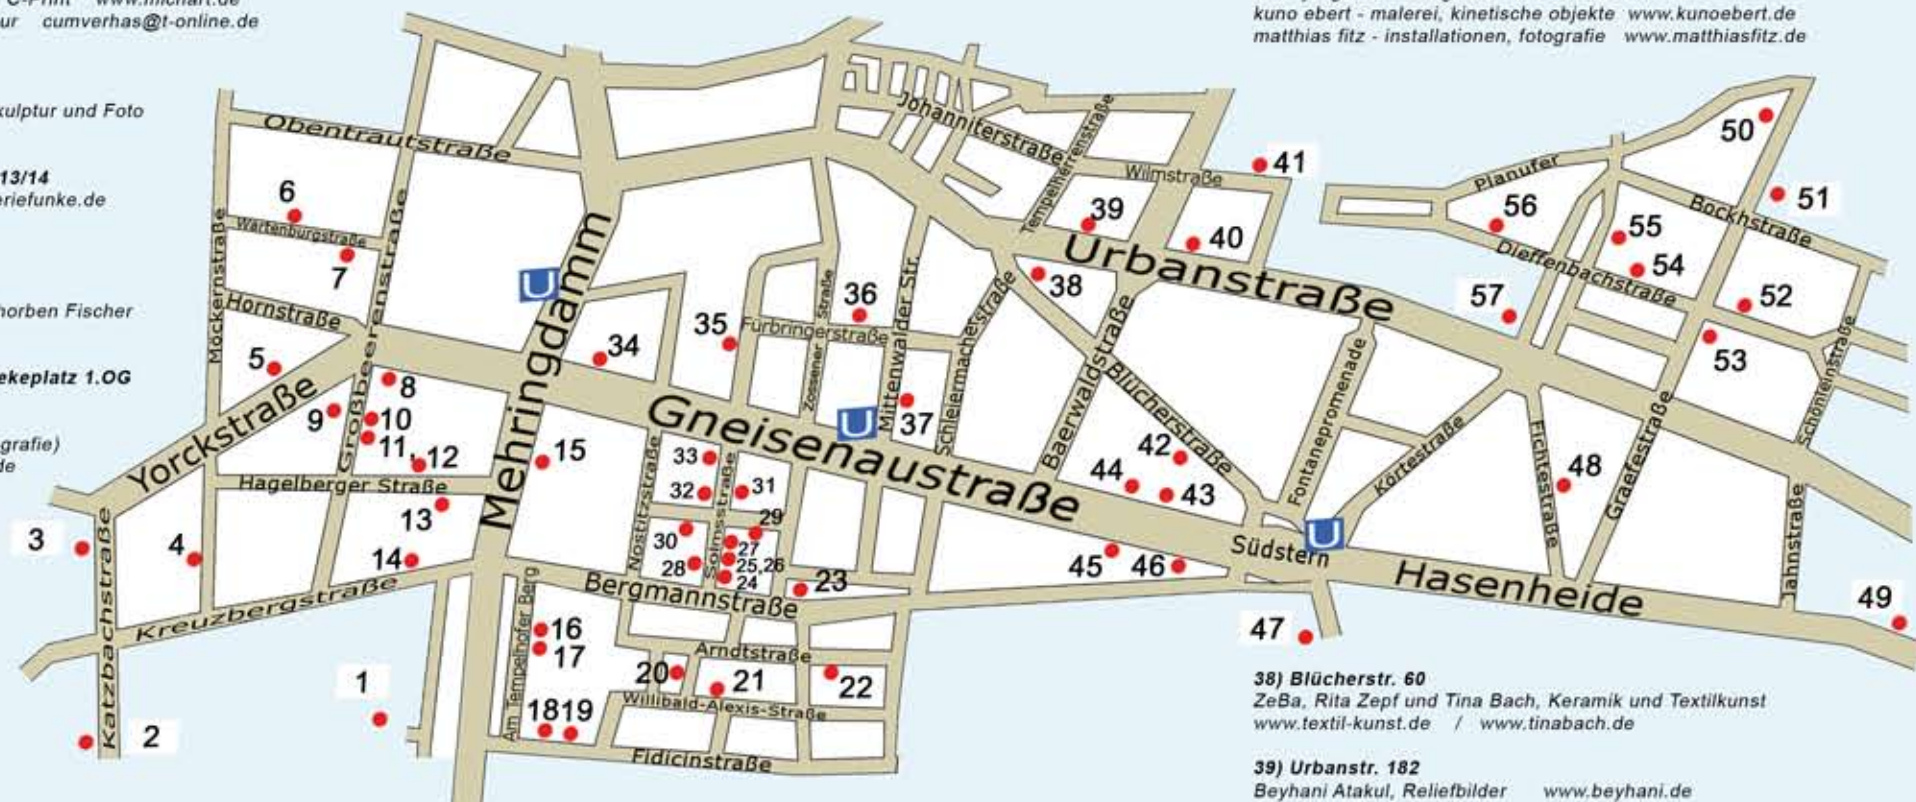 C-Print www.michart.de
ur cumverhas@t-online.de
kulptur und Foto
13/14
eriefunke.de
horben Fischer
ekeplatz 1.OG
grafie)
de
kuno ebert - malerei, kinetische objekte www.kunoebert.de
matthias fitz - installationen, fotografie www.matthiasfitz.de
Obentrautstraße
Johanniterstraße
Tempelherrenstraße
Wilmstraße
41
50
Planufer
Bockhstraße
51
6
Wartenburgstraße
7
Möckernstraße
Großbeerenstraße
Mehringdamm
U
39
40
Urbanstraße
56
55
54
Dieffenbachstraße
52
57
53
Hornstraße
5
34
35
36
Fürbringerstraße
Zossener Straße
Mittenwalder Str.
Schleiermacherstraße
38
37
U
Baerwaldstraße
Blücherstraße
Fontanepromenade
Körtestraße
Fichtestraße
Graefestraße
Schönleinstraße
Jahnstraße
8
9
10
11,
12
Yorckstraße
Gneisenaustraße
15
33
32
31
29
30
27
28
25,26
24
Nostitzstraße
Solmsstraße
42
44
43
48
Hagelberger Straße
13
14
3
4
Katzbachstraße
Kreuzbergstraße
Bergmannstraße
23
45
46
Südstern
U
Hasenheide
49
47
1
2
Am Tempelhofer Berg
16
17
18
19
20
21
22
Arndtstraße
Willibald-Alexis-Straße
Fidicinstraße
38) Blücherstr. 60
ZeBa, Rita Zepf und Tina Bach, Keramik und Textilkunst
www.textil-kunst.de / www.tinabach.de
39) Urbanstr. 182
Beyhani Atakul, Reliefbilder www.beyhani.de